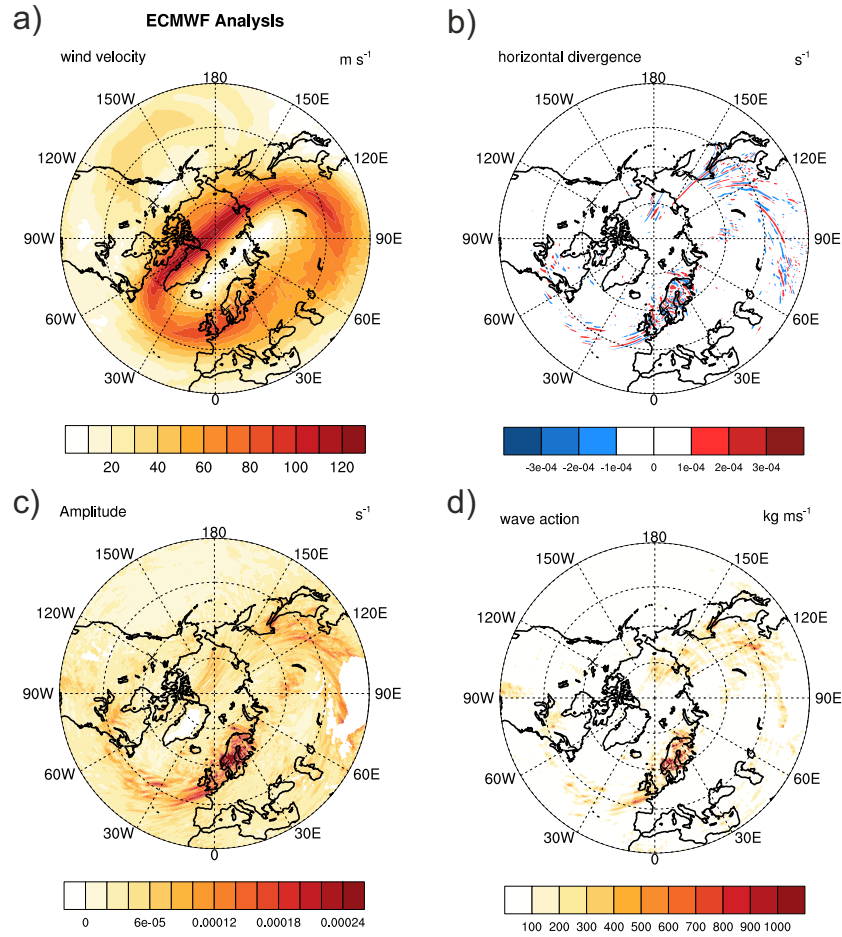 a)
ECMWF Analysis
b)
wind velocity m s⁻¹
horizontal divergence s⁻¹
180
150W 150E
120W 120E
90W 90E
60W 60E
30W 30E
0
180
150W 150E
120W 120E
90W 90E
60W 60E
30W 30E
0
20 40 60 80 100 120
-3e-04 -2e-04 -1e-04 0 1e-04 2e-04 3e-04
c)
d)
Amplitude s⁻¹
wave action kg ms⁻¹
180
150W 150E
120W 120E
90W 90E
60W 60E
30W 30E
0
180
150W 150E
120W 120E
90W 90E
60W 60E
30W 30E
0
0 6e-05 0.00012 0.00018 0.00024
100 200 300 400 500 600 700 800 900 1000